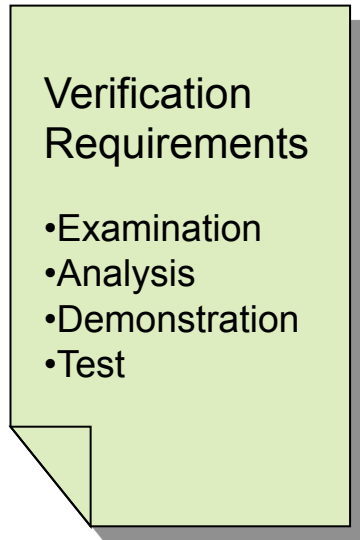 Verification
Requirements
•Examination
•Analysis
•Demonstration
•Test